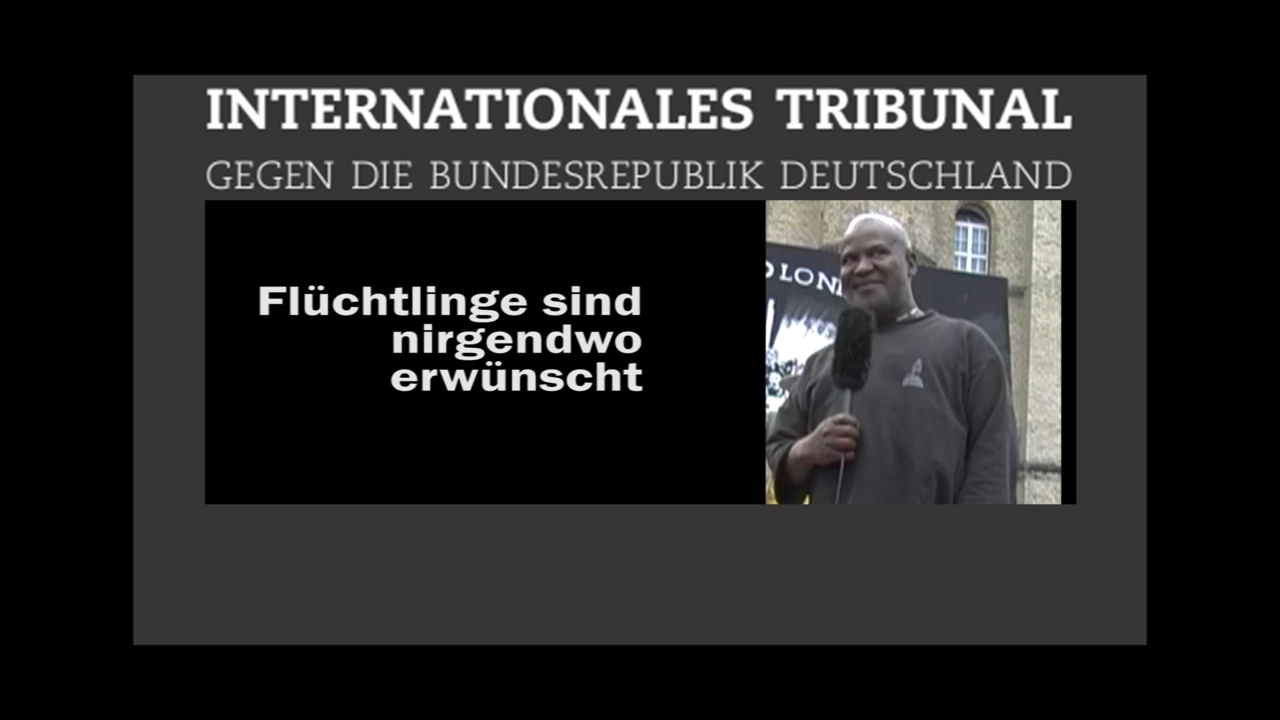 INTERNATIONALES TRIBUNAL
GEGEN DIE BUNDESREPUBLIK DEUTSCHLAND
Flüchtlinge sind
nirgendwo
erwünscht